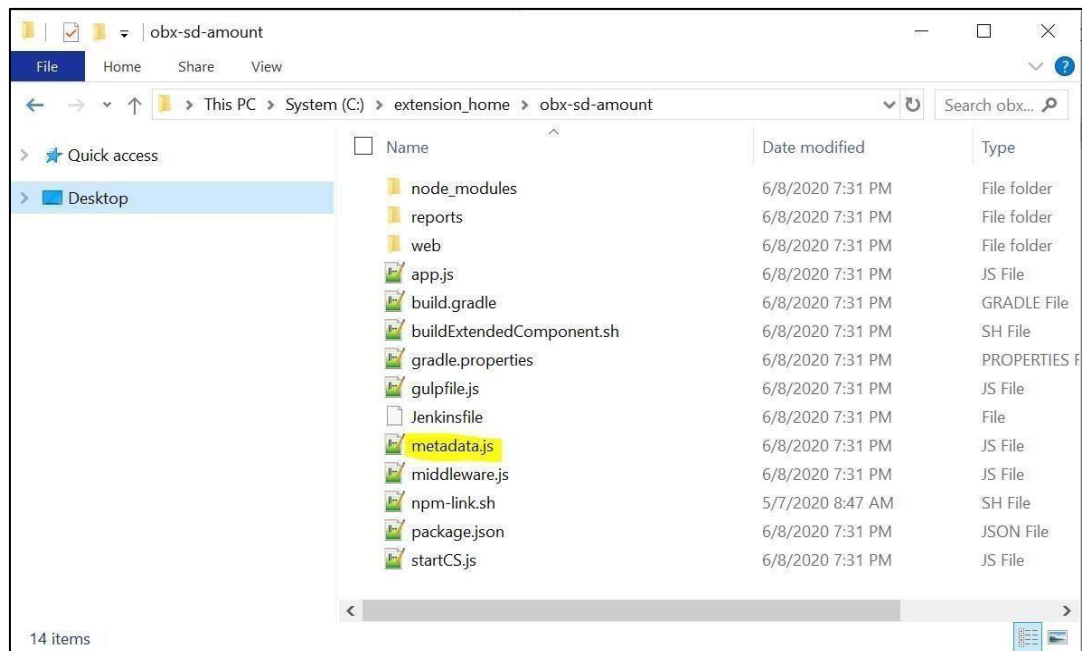 obx-sd-amount
File Home Share View
This PC > System (C:) > extension_home > obx-sd-amount Search obx...
Quick access
Desktop
Name Date modified Type
node_modules 6/8/2020 7:31 PM File folder
reports 6/8/2020 7:31 PM File folder
web 6/8/2020 7:31 PM File folder
app.js 6/8/2020 7:31 PM JS File
build.gradle 6/8/2020 7:31 PM GRADLE File
buildExtendedComponent.sh 6/8/2020 7:31 PM SH File
gradle.properties 6/8/2020 7:31 PM PROPERTIES F
gulpfile.js 6/8/2020 7:31 PM JS File
Jenkinsfile 6/8/2020 7:31 PM File
metadata.js 6/8/2020 7:31 PM JS File
middleware.js 6/8/2020 7:31 PM JS File
npm-link.sh 5/7/2020 8:47 AM SH File
package.json 6/8/2020 7:31 PM JSON File
startCS.js 6/8/2020 7:31 PM JS File
14 items